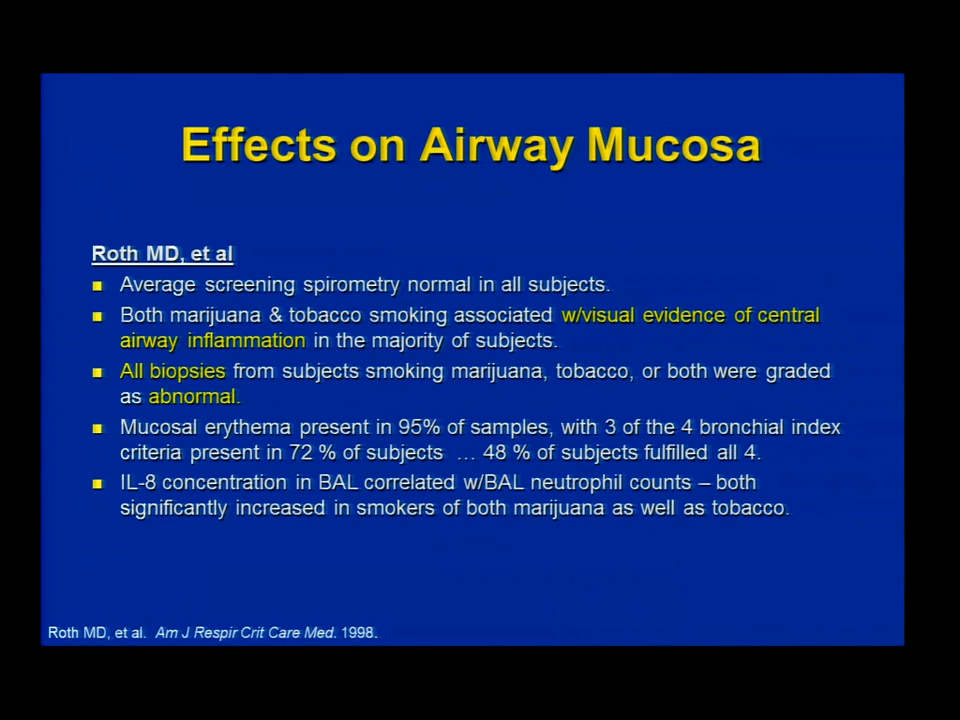 Effects on Airway Mucosa
Roth MD, et al
Average screening spirometry normal in all subjects.
Both marijuana & tobacco smoking associated w/visual evidence of central
airway inflammation in the majority of subjects.
All biopsies from subjects smoking marijuana, tobacco, or both were graded
as abnormal.
Mucosal erythema present in 95% of samples, with 3 of the 4 bronchial index
criteria present in 72 % of subjects … 48 % of subjects fulfilled all 4.
IL-8 concentration in BAL correlated w/BAL neutrophil counts – both
significantly increased in smokers of both marijuana as well as tobacco.
Roth MD, et al. Am J Respir Crit Care Med. 1998.